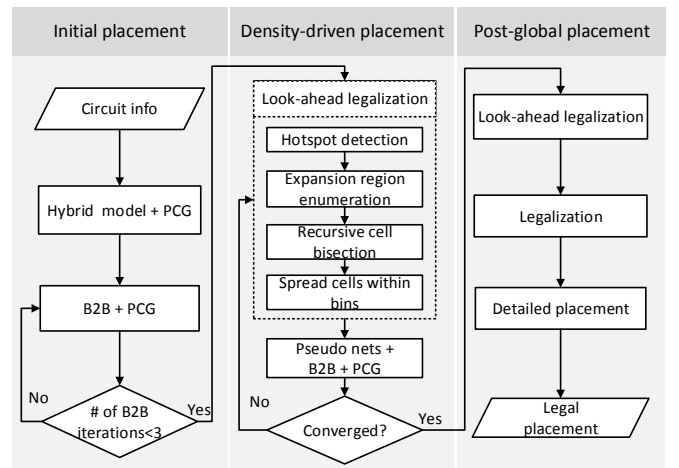 Initial placement
Circuit info
Hybrid model + PCG
B2B + PCG
No
# of B2B
iterations<3
Yes
Density-driven placement
Look-ahead legalization
Hotspot detection
Expansion region
enumeration
Recursive cell
bisection
Spread cells within
bins
Pseudo nets +
B2B + PCG
No
Converged?
Yes
Post-global placement
Look-ahead legalization
Legalization
Detailed placement
Legal
placement